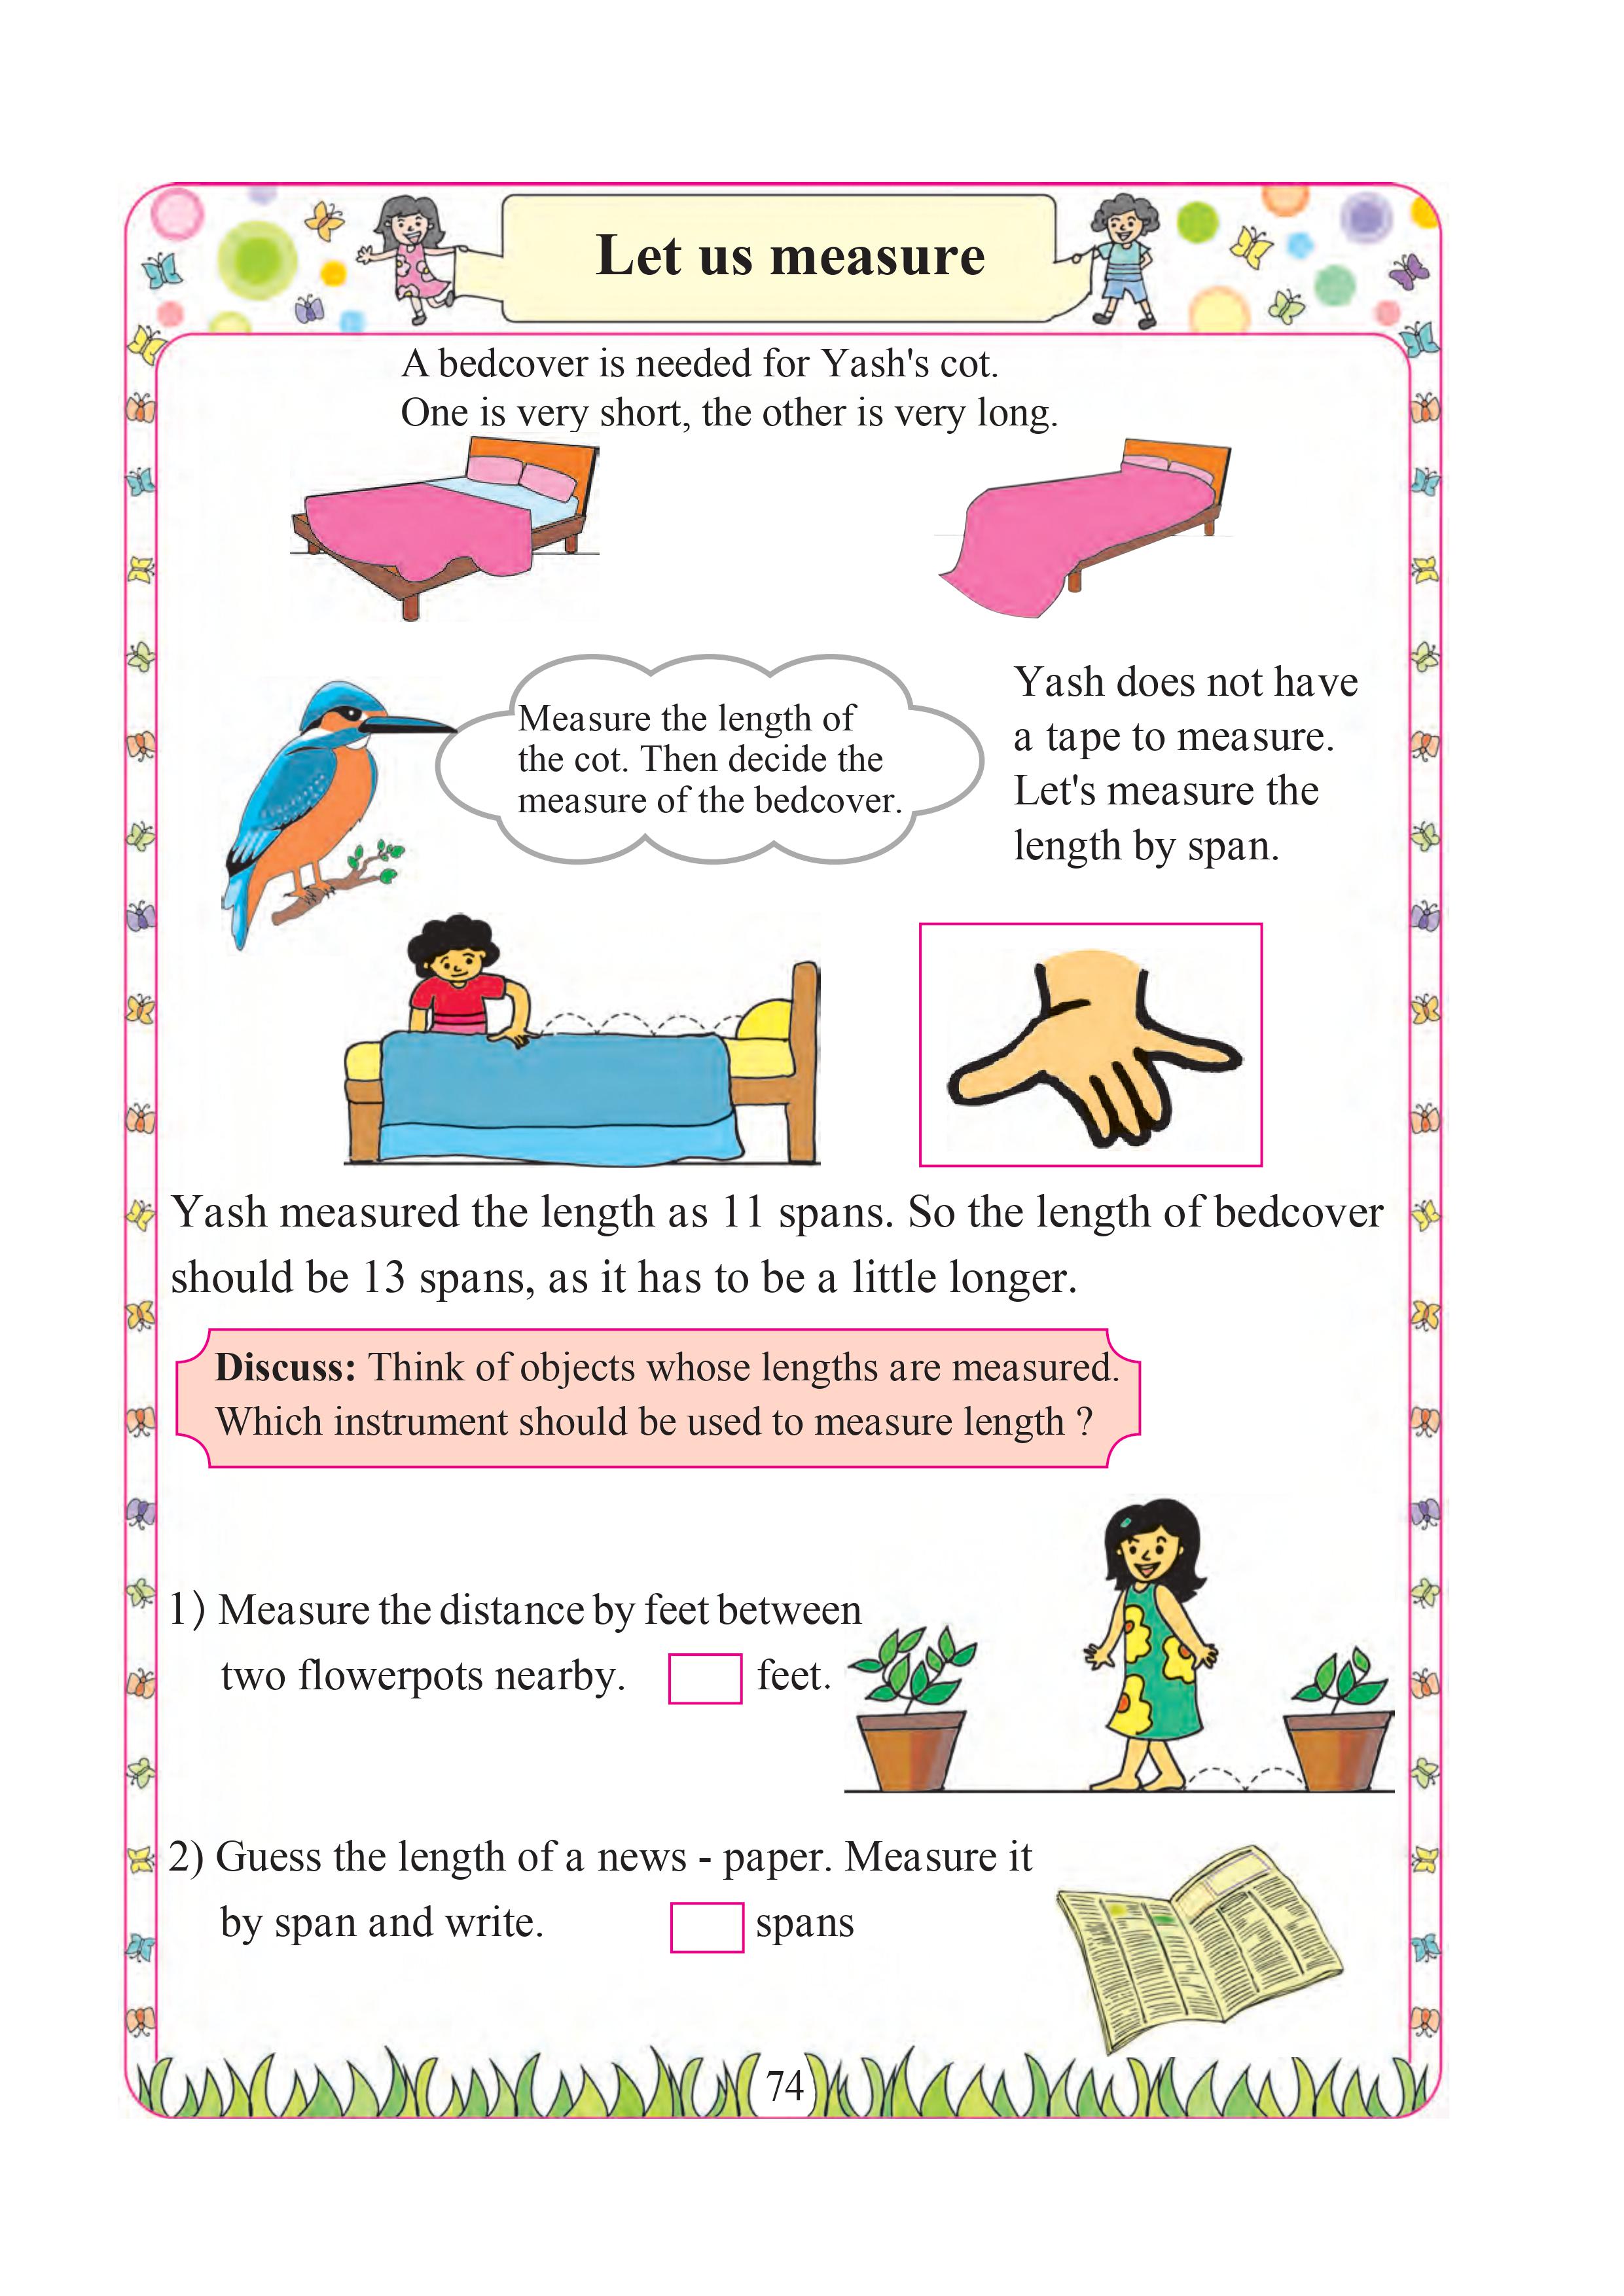 Let us measure
A bedcover is needed for Yash's cot.
One is very short, the other is very long.
Measure the length of
the cot. Then decide the
measure of the bedcover.
Yash does not have
a tape to measure.
Let's measure the
length by span.
Yash measured the length as 11 spans. So the length of bedcover
should be 13 spans, as it has to be a little longer.
Discuss: Think of objects whose lengths are measured.
Which instrument should be used to measure length ?
1) Measure the distance by feet between
two flowerpots nearby. feet.
2) Guess the length of a news - paper. Measure it
by span and write. spans
74